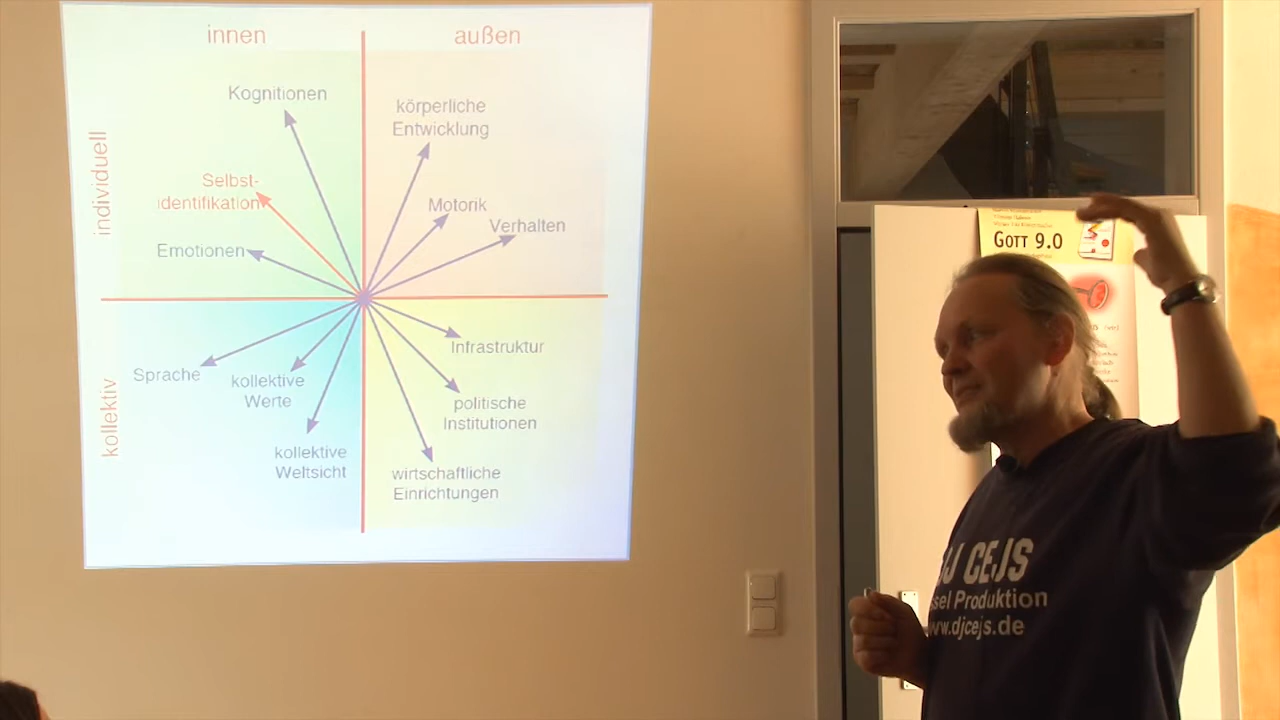 innen
außen
individuell
Kognitionen
Selbst-
identifikation
Emotionen
körperliche
Entwicklung
Motorik
Verhalten
kollektiv
Sprache
kollektive
Werte
kollektive
Weltsicht
Infrastruktur
politische
Institutionen
wirtschaftliche
Einrichtungen
GOTT 9.0
DJ CEJS
sel Produktion
www.djcejs.de